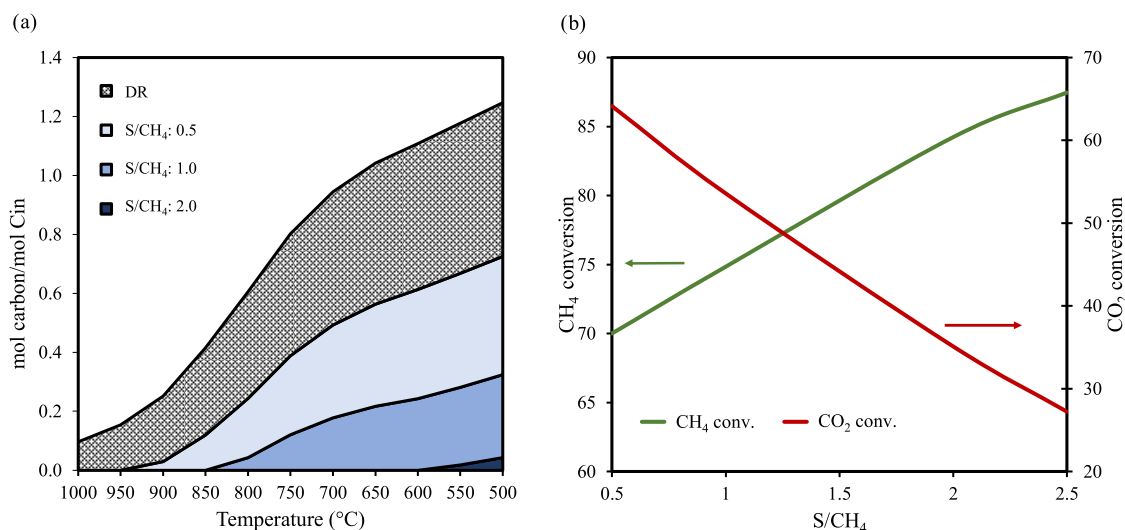 (a)
mol carbon/mol Cin
1.4
1.2
1.0
0.8
0.6
0.4
0.2
0.0
DR
S/CH₄: 0.5
S/CH₄: 1.0
S/CH₄: 2.0
1000 950 900 850 800 750 700 650 600 550 500
Temperature (°C)
(b)
CH₄ conversion
90
85
80
75
70
65
60
CH₄ conv. CO₂ conv.
0.5 1 1.5 2 2.5
S/CH₄
70
60
50
40
30
20
CO₂ conversion